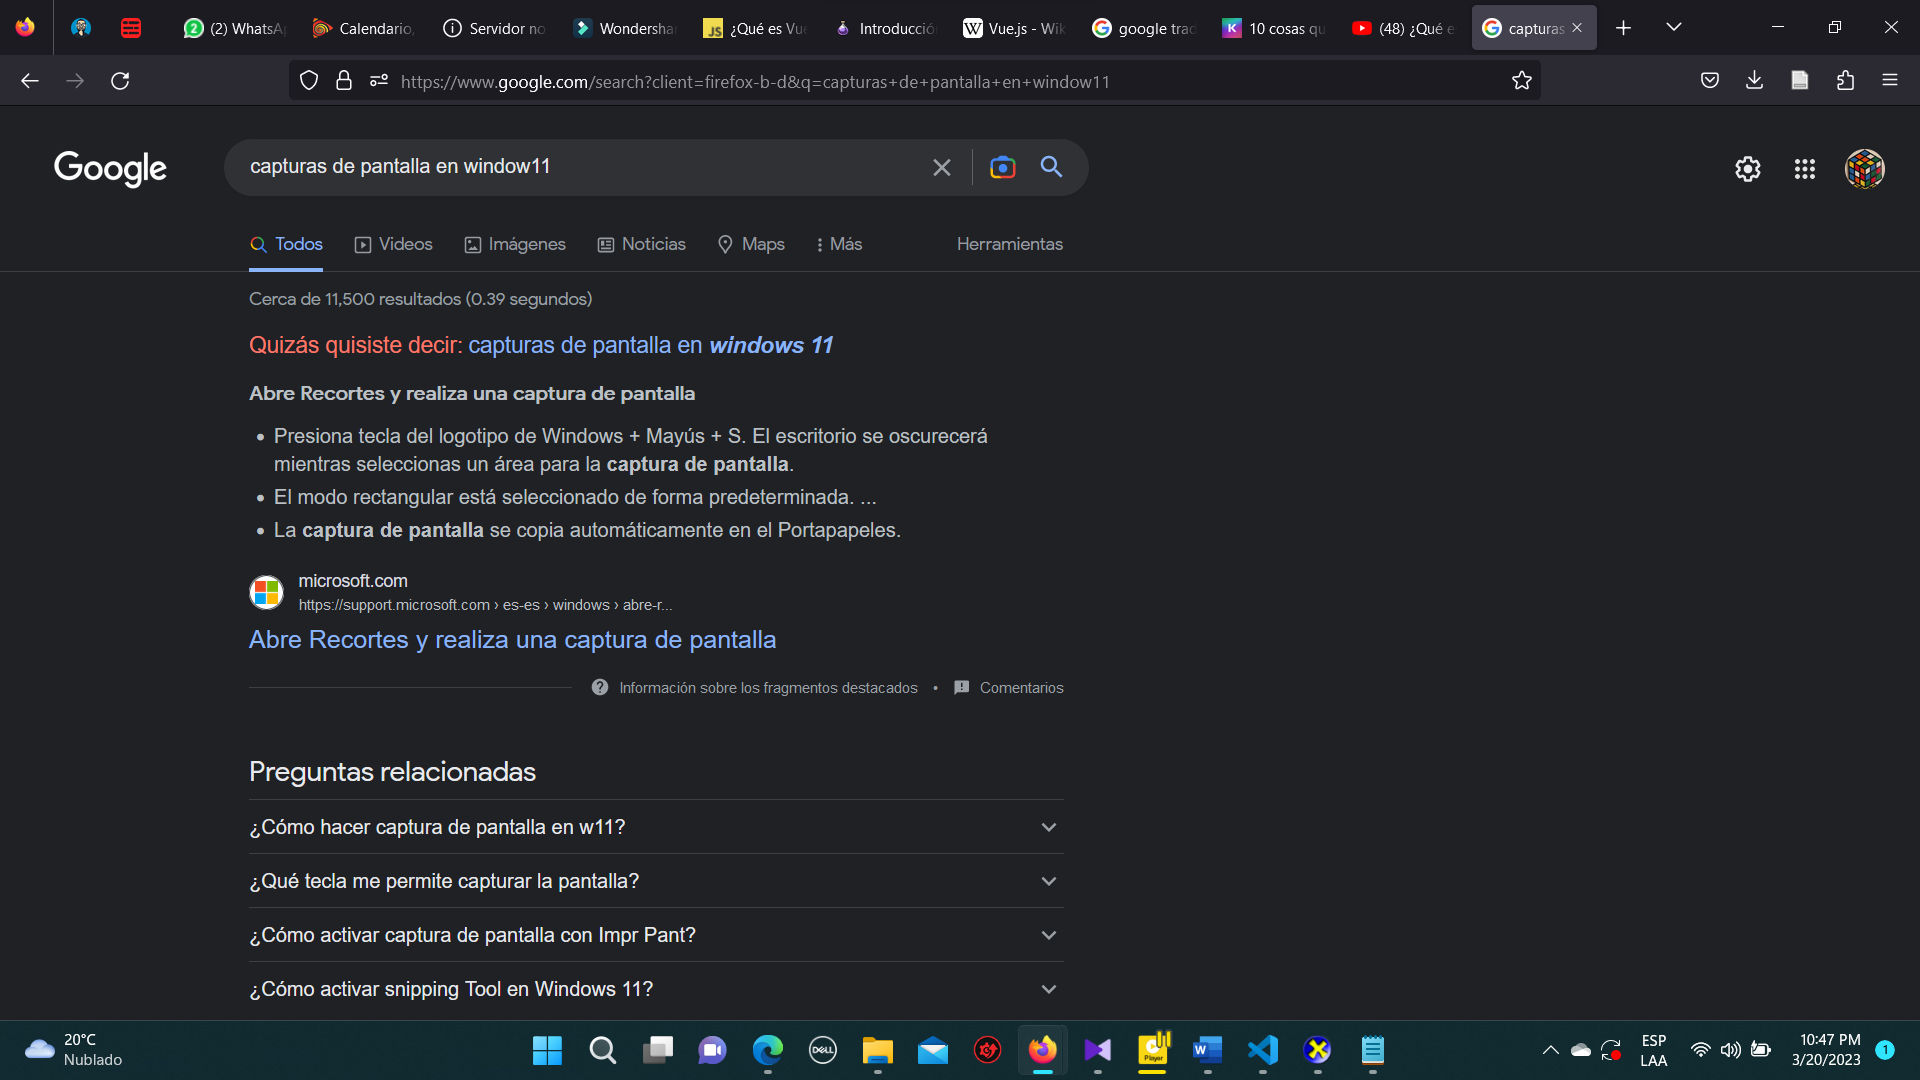 (2) WhatsA
Calendario,
Servidor no
Wondershar
¿Qué es Vue
Introducción
Vue.js - Wik
google trad
10 cosas qu
(48) ¿Qué e
capturas
https://www.google.com/search?client=firefox-b-d&q=capturas+de+pantalla+en+window11
Google
capturas de pantalla en window11
Todos
Videos
Imágenes
Noticias
Maps
Más
Herramientas
Cerca de 11,500 resultados (0.39 segundos)
Quizás quisiste decir: capturas de pantalla en windows 11
Abre Recortes y realiza una captura de pantalla
Presiona tecla del logotipo de Windows + Mayús + S. El escritorio se oscurecerá
mientras seleccionas un área para la captura de pantalla.
El modo rectangular está seleccionado de forma predeterminada. ...
La captura de pantalla se copia automáticamente en el Portapapeles.
microsoft.com
https://support.microsoft.com › es-es › windows › abre-r...
Abre Recortes y realiza una captura de pantalla
Información sobre los fragmentos destacados • Comentarios
Preguntas relacionadas
¿Cómo hacer captura de pantalla en w11?
¿Qué tecla me permite capturar la pantalla?
¿Cómo activar captura de pantalla con Impr Pant?
¿Cómo activar snipping Tool en Windows 11?
20°C
Nublado
DELL
Player
ESP
LAA
10:47 PM
3/20/2023
1